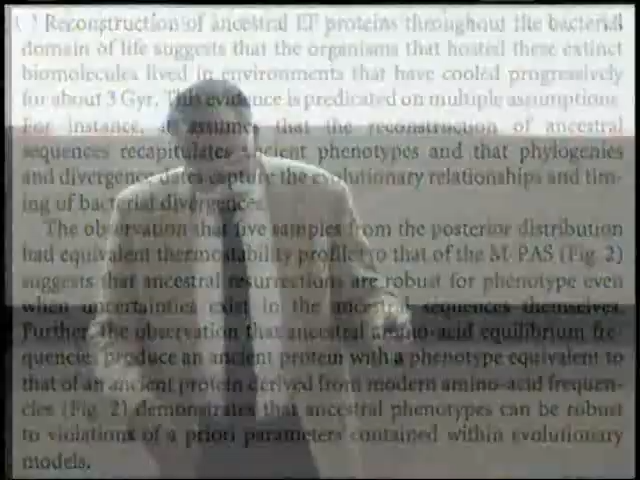 Reconstruction of ancestral EF proteins throughout the bacterial
domain of life suggests that the organisms that hosted these extinct
biomolecules lived in environments that have cooled progressively
for about 3 Gyr. This evidence is predicated on multiple assumptions.
For instance, it assumes that the reconstruction of ancestral
sequences recapitulates ancient phenotypes and that phylogenies
and divergence dates capture the evolutionary relationships and tim-
ing of bacterial divergences.
The observation that five samples from the posterior distribution
had equivalent thermostability profiles to that of the M-PAS (Fig. 2)
suggests that ancestral resurrections are robust for phenotype even
when uncertainties exist in the ancestral sequences themselves.
Further, the observation that ancestral amino-acid equilibrium fre-
quencies produce an ancient protein with a phenotype equivalent to
that of an ancient protein derived from modern amino-acid frequen-
cies (Fig. 2) demonstrates that ancestral phenotypes can be robust
to violations of a priori parameters contained within evolutionary
models.